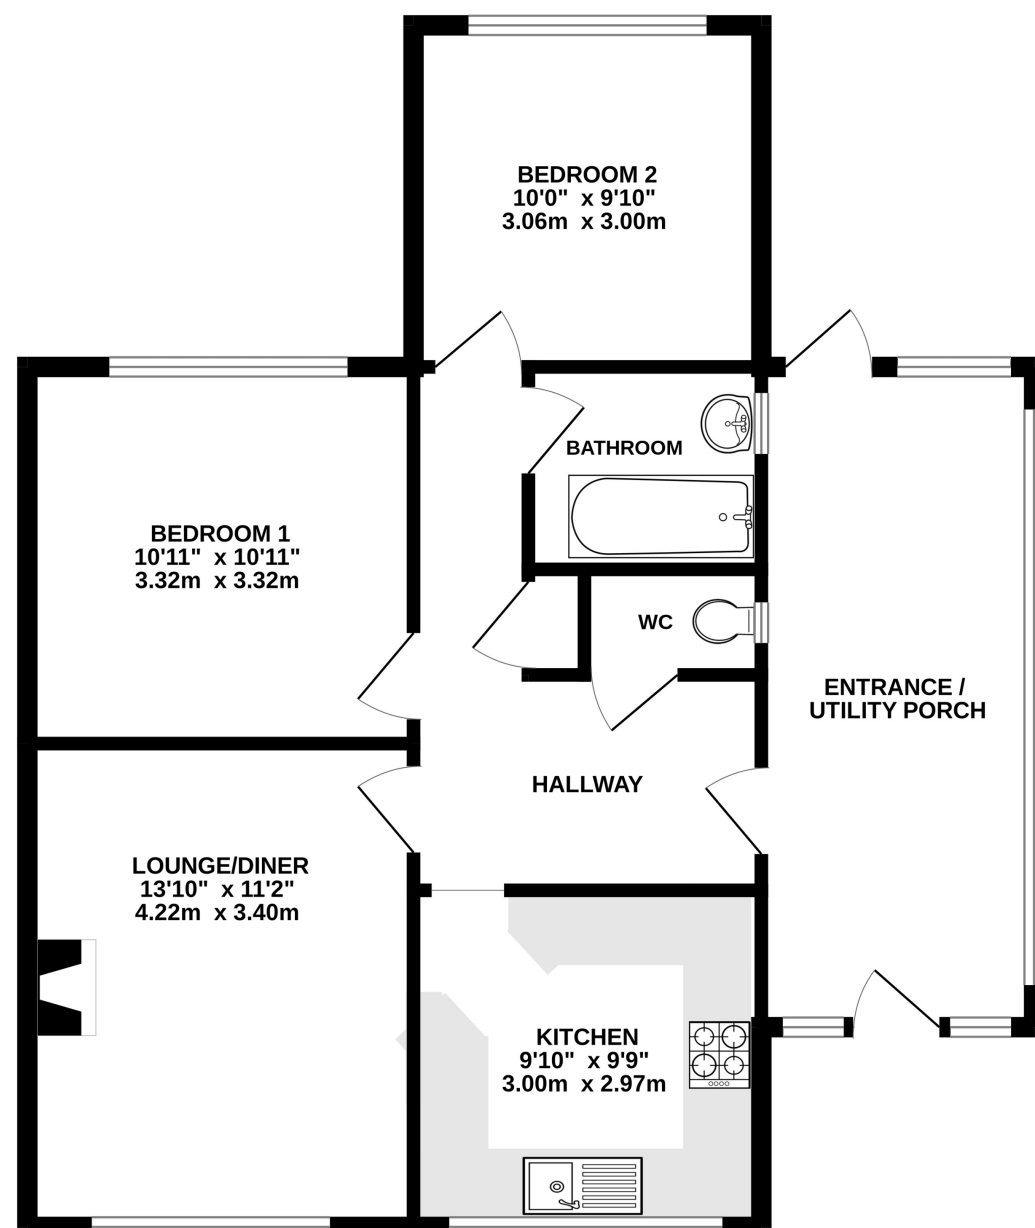 BEDROOM 2
10'0" x 9'10"
3.06m x 3.00m
BATHROOM
BEDROOM 1
10'11" x 10'11"
3.32m x 3.32m
WC
ENTRANCE /
UTILITY PORCH
HALLWAY
LOUNGE/DINER
13'10" x 11'2"
4.22m x 3.40m
KITCHEN
9'10" x 9'9"
3.00m x 2.97m